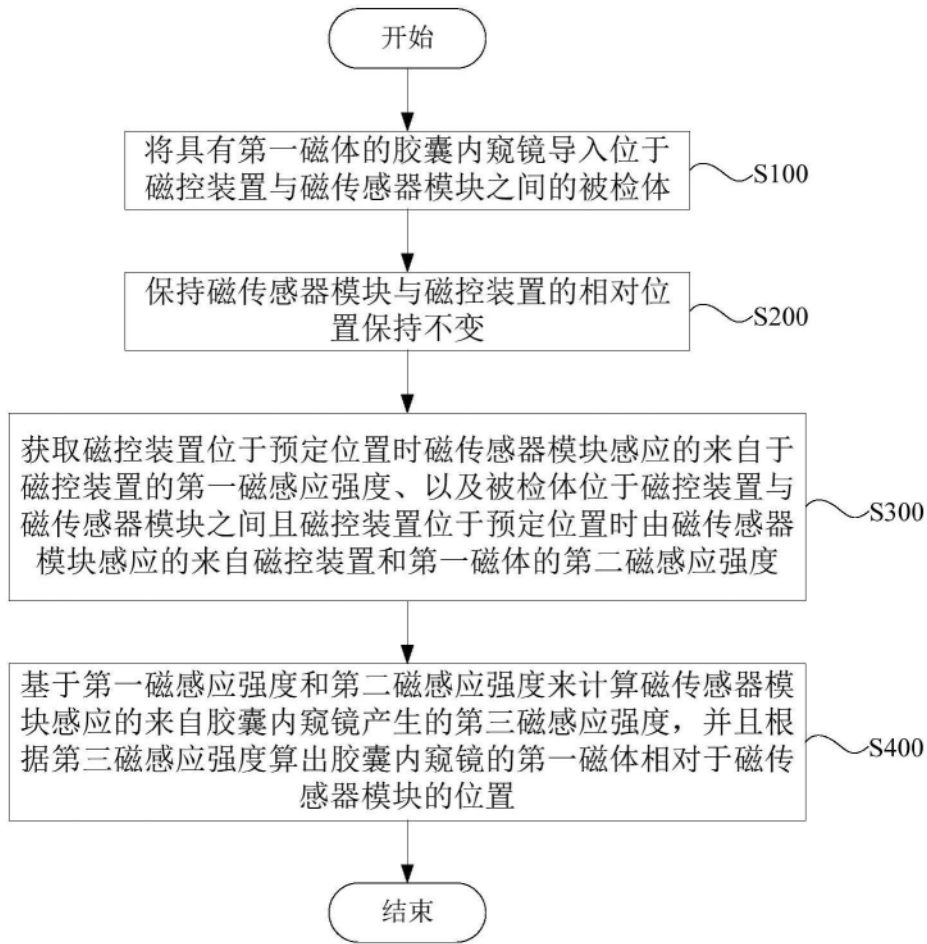 开始
将具有第一磁体的胶囊内窥镜导入位于
磁控装置与磁传感器模块之间的被检体
S100
保持磁传感器模块与磁控装置的相对位
置保持不变
S200
获取磁控装置位于预定位置时磁传感器模块感应的来自于
磁控装置的第一磁感应强度、以及被检体位于磁控装置与
磁传感器模块之间且磁控装置位于预定位置时由磁传感器
模块感应的来自磁控装置和第一磁体的第二磁感应强度
S300
基于第一磁感应强度和第二磁感应强度来计算磁传感器模
块感应的来自胶囊内窥镜产生的第三磁感应强度，并且根
据第三磁感应强度算出胶囊内窥镜的第一磁体相对于磁传
感器模块的位置
S400
结束